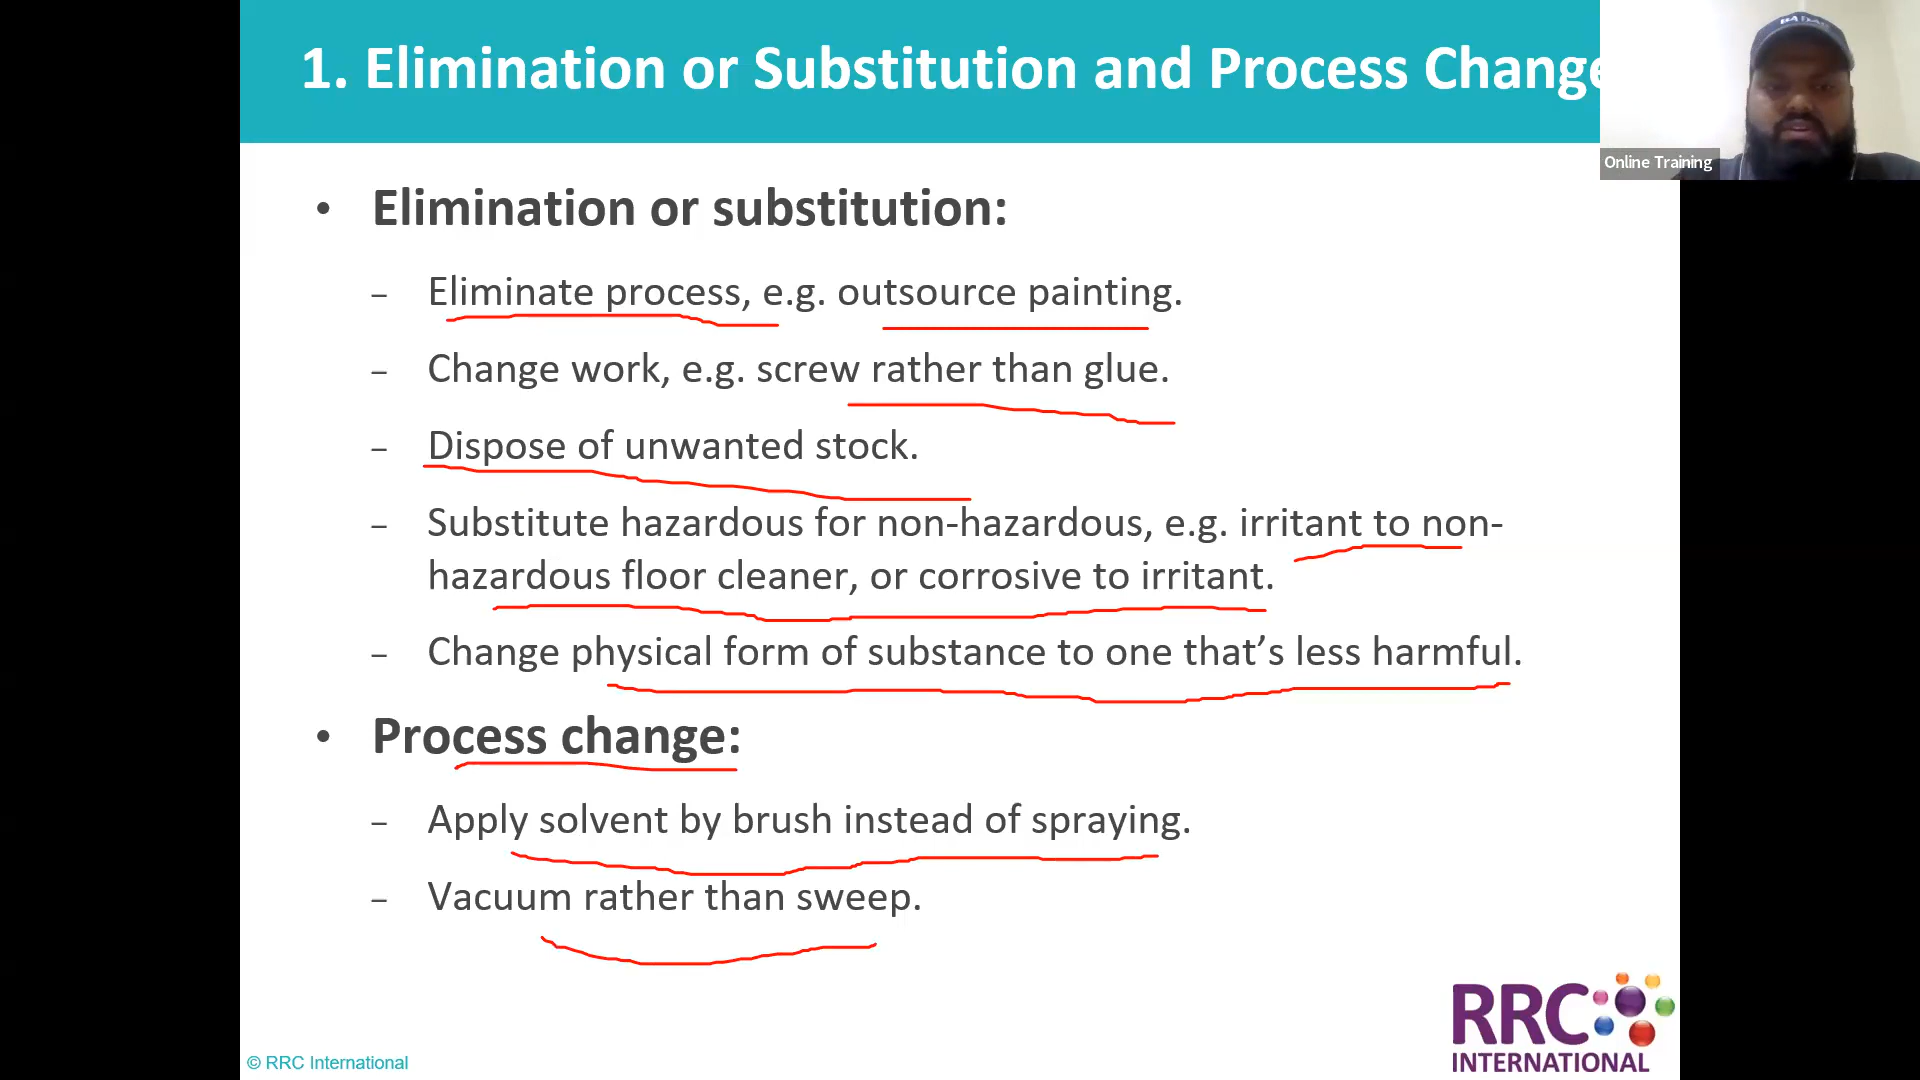 1. Elimination or Substitution and Process Change
Online Training
• Elimination or substitution:
– Eliminate process, e.g. outsource painting.
– Change work, e.g. screw rather than glue.
– Dispose of unwanted stock.
– Substitute hazardous for non-hazardous, e.g. irritant to non-
hazardous floor cleaner, or corrosive to irritant.
– Change physical form of substance to one that’s less harmful.
• Process change:
– Apply solvent by brush instead of spraying.
– Vacuum rather than sweep.
RRC
INTERNATIONAL
© RRC International